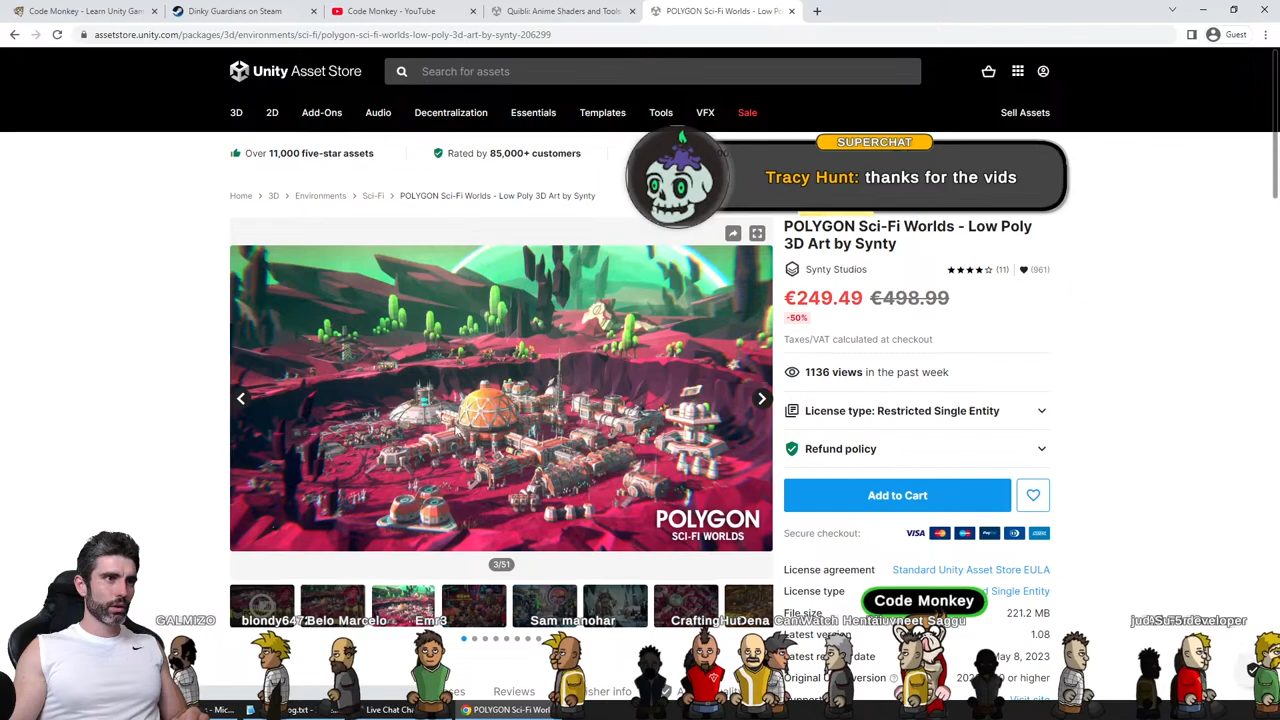 Code Monkey - Learn Unity Gam
Dinky Guardians on Steam
Code Monkey - YouTube
Quibli: Anime Shaders and Tools
POLYGON Sci-Fi Worlds - Low Po
assetstore.unity.com/packages/3d/environments/sci-fi/polygon-sci-fi-worlds-low-poly-3d-art-by-synty-206299
Guest
Unity Asset Store
Search for assets
3D 2D Add-Ons Audio Decentralization Essentials Templates Tools VFX Sale
Sell Assets
Over 11,000 five-star assets
Rated by 85,000+ customers
SUPERCHAT
Tracy Hunt: thanks for the vids
Home > 3D > Environments > Sci-Fi > POLYGON Sci-Fi Worlds - Low Poly 3D Art by Synty
POLYGON
SCI-FI WORLDS
3/51
POLYGON Sci-Fi Worlds - Low Poly
3D Art by Synty
Synty Studios
(11)
(961)
€249.49 €498.99
-50%
Taxes/VAT calculated at checkout
1136 views in the past week
License type: Restricted Single Entity
Refund policy
Add to Cart
Secure checkout:
VISA
License agreement
Standard Unity Asset Store EULA
License type
Single Entity
Code Monkey
File size
221.2 MB
Latest version
1.08
May 8, 2023
or higher
GALMIZO
Belo Marcelo
Emr3
Sam manohar
CraftingHuDena
Reviews
Live Chat
POLYGON Sci-Fi Worl